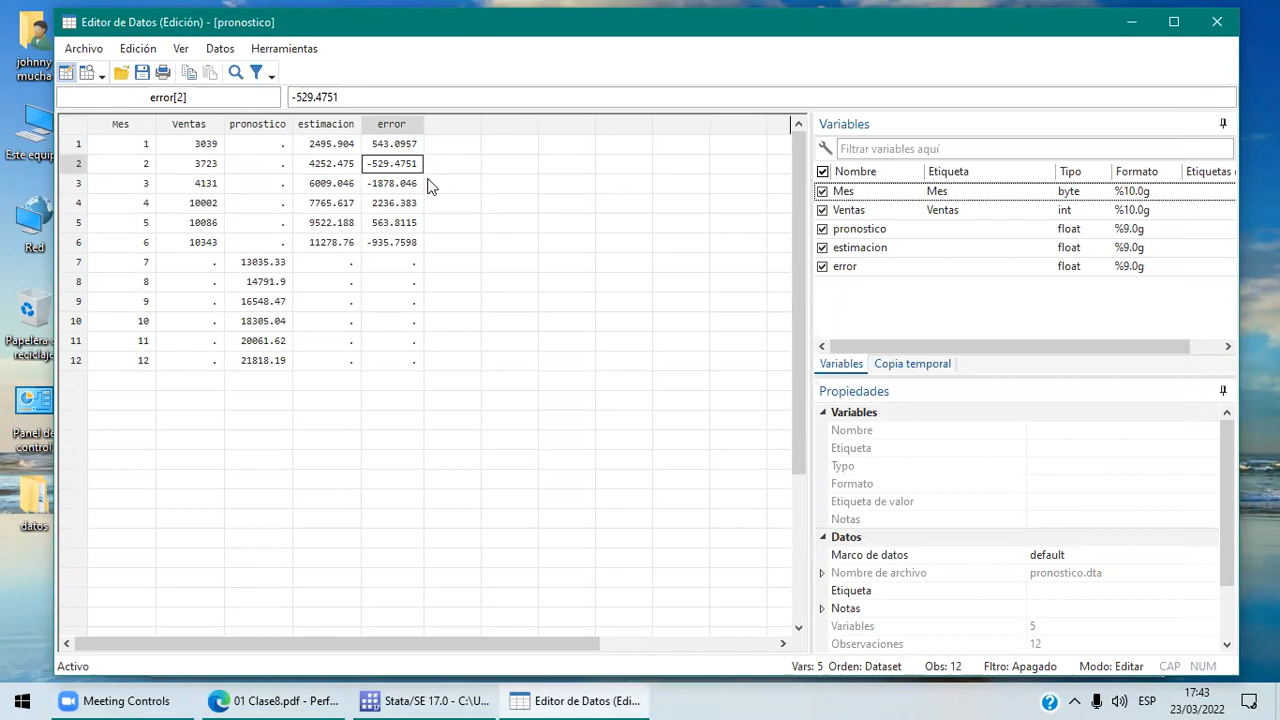 Editor de Datos (Edición) - [pronostico]
Archivo Edición Ver Datos Herramientas
error[2] -529.4751
Mes Ventas pronostico estimacion error
1 1 3039 . 2495.904 543.0957
2 2 3723 . 4252.475 -529.4751
3 3 4131 . 6009.046 -1878.046
4 4 10002 . 7765.617 2236.383
5 5 10086 . 9522.188 563.8115
6 6 10343 . 11278.76 -935.7598
7 7 . 13035.33 . .
8 8 . 14791.9 . .
9 9 . 16548.47 . .
10 10 . 18305.04 . .
11 11 . 20061.62 . .
12 12 . 21818.19 . .
Variables
Filtrar variables aquí
Nombre Etiqueta Tipo Formato Etiquetas
Mes Mes byte %10.0g
Ventas Ventas int %10.0g
pronostico float %9.0g
estimacion float %9.0g
error float %9.0g
Variables Copia temporal
Propiedades
Variables
Nombre
Etiqueta
Typo
Formato
Etiqueta de valor
Notas
Datos
Marco de datos default
Nombre de archivo pronostico.dta
Etiqueta
Notas
Variables 5
Observaciones 12
Activo Vars: 5 Orden: Dataset Obs: 12 Fltro: Apagado Modo: Editar CAP NUM
johnny
mucha
Este equip
Red
Papelera
reciclaje
Panel de
control
datos
Meeting Controls 01 Clase8.pdf - Perf... Stata/SE 17.0 - C:\U... Editor de Datos (Edi... ESP 17:43
23/03/2022